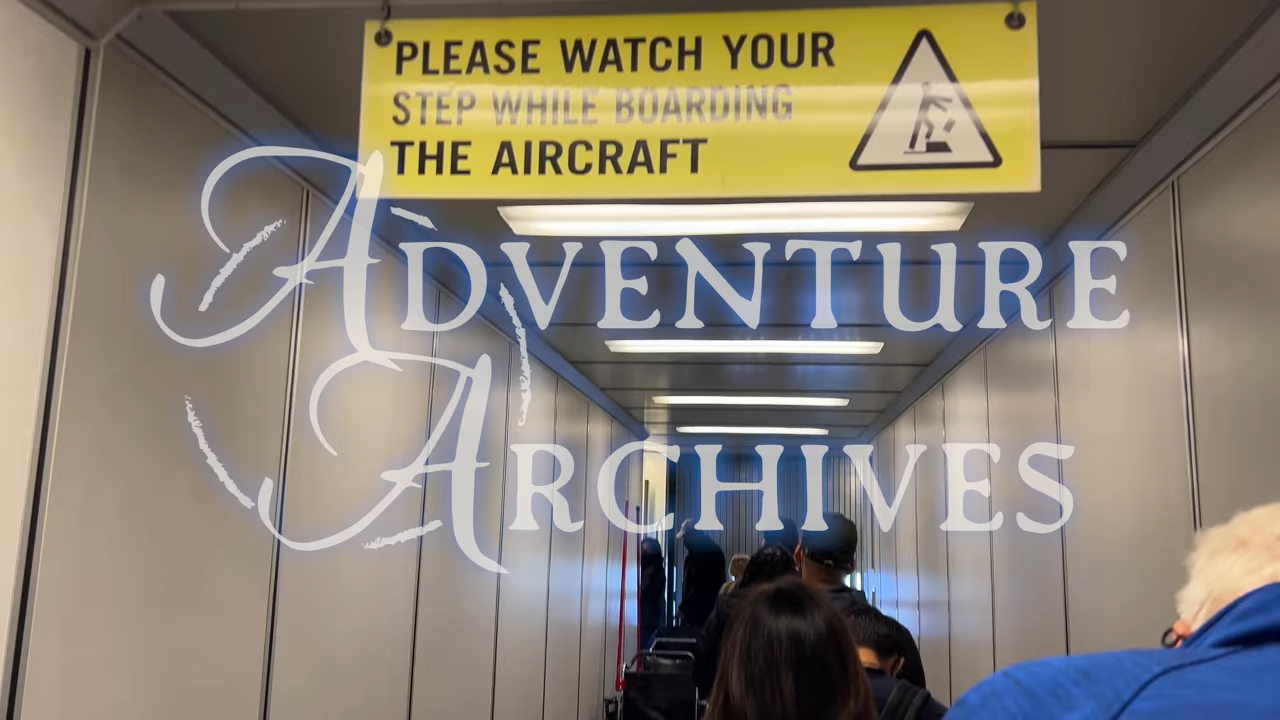 PLEASE WATCH YOUR
STEP WHILE BOARDING
THE AIRCRAFT
ADVENTURE
ARCHIVES